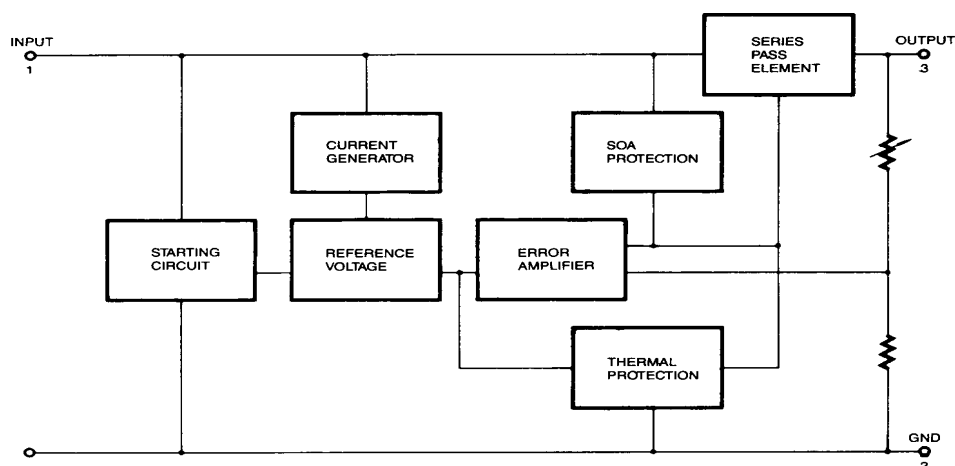 INPUT
1
SERIES
PASS
ELEMENT
OUTPUT
3
CURRENT
GENERATOR
SOA
PROTECTION
STARTING
CIRCUIT
REFERENCE
VOLTAGE
ERROR
AMPLIFIER
THERMAL
PROTECTION
GND
2